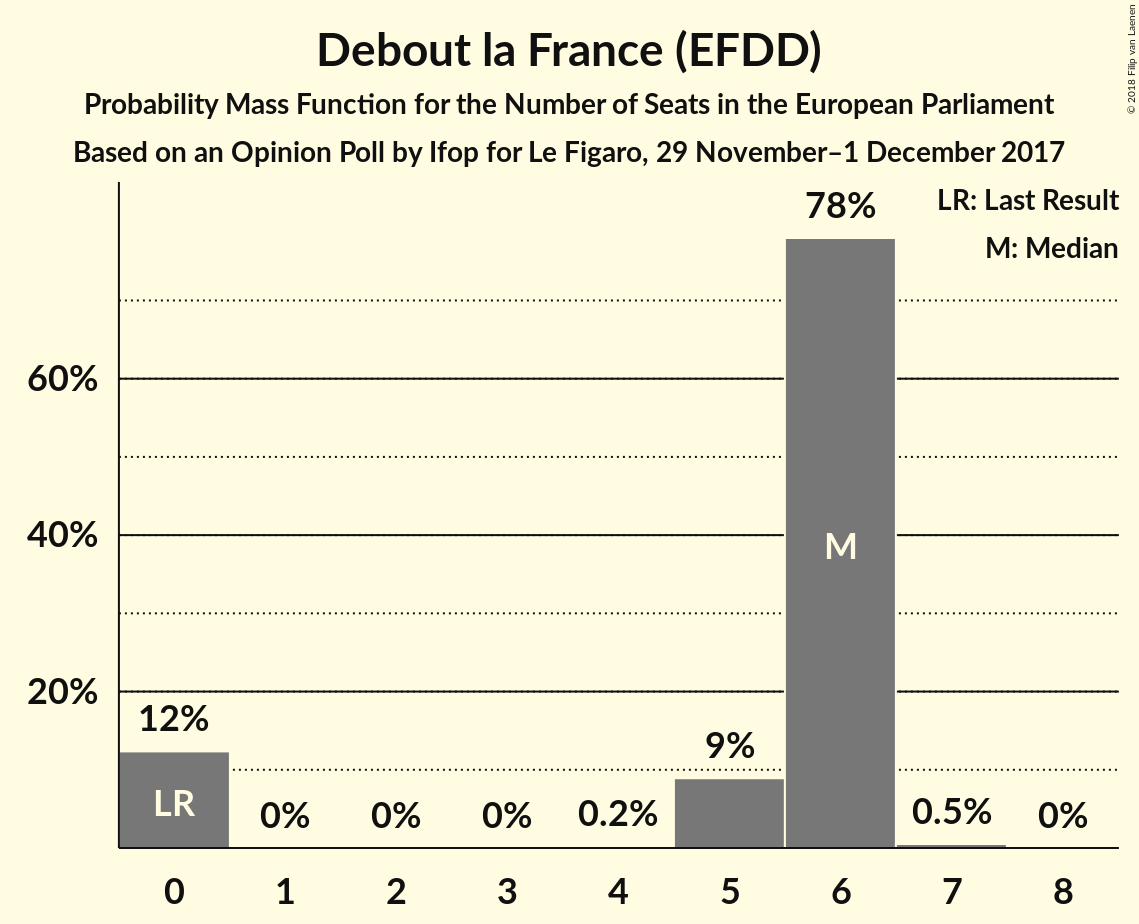 Debout la France (EFDD)
Probability Mass Function for the Number of Seats in the European Parliament
Based on an Opinion Poll by Ifop for Le Figaro, 29 November–1 December 2017
© 2018 Filip van Laenen
LR: Last Result
M: Median
60%
40%
20%
12%
LR
0%
0%
0%
0.2%
9%
78%
M
0.5%
0%
0 1 2 3 4 5 6 7 8